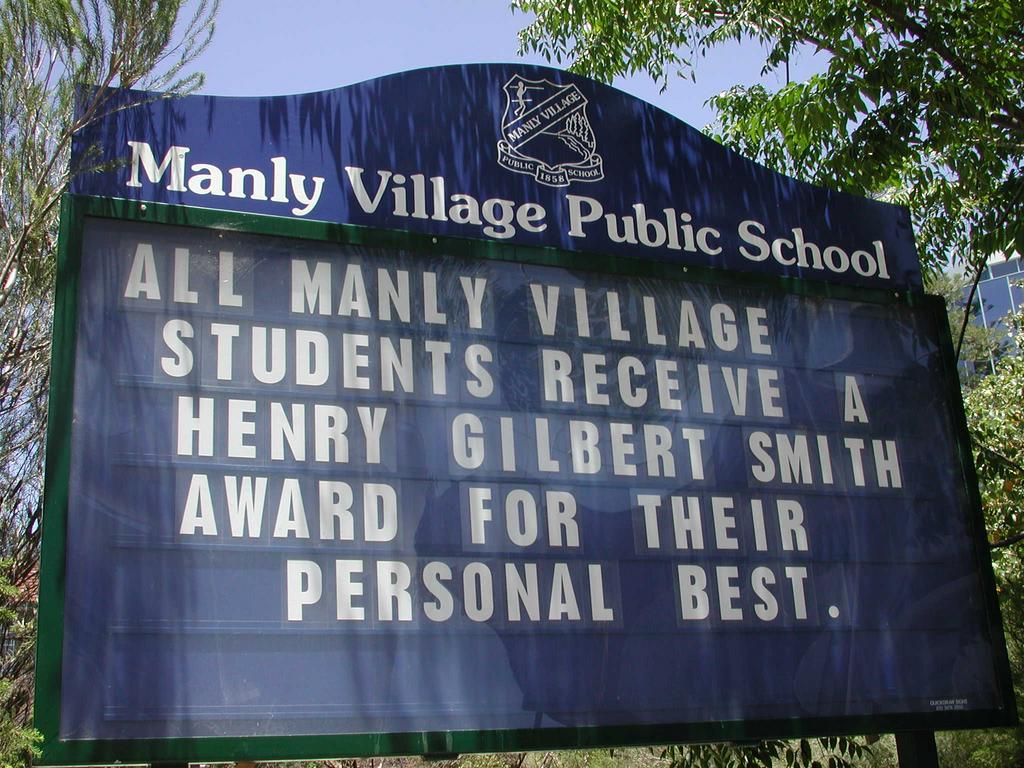 MANLY VILLAGE
PUBLIC 1858 SCHOOL
Manly Village Public School
ALL MANLY VILLAGE
STUDENTS RECEIVE A
HENRY GILBERT SMITH
AWARD FOR THEIR
PERSONAL BEST.